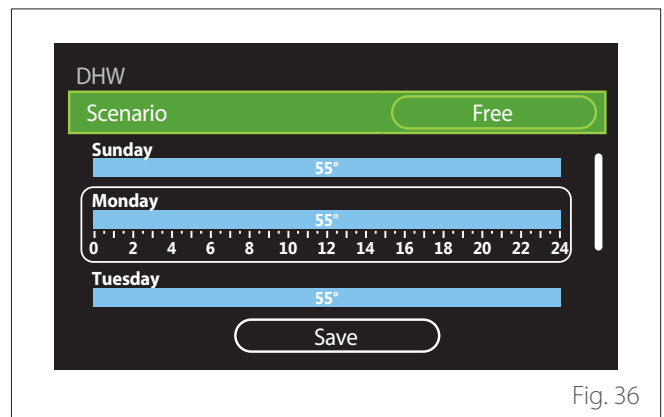 DHW
Scenario Free
Sunday
55°
Monday
55°
0 2 4 6 8 10 12 14 16 18 20 22 24
Tuesday
55°
Save
Fig. 36